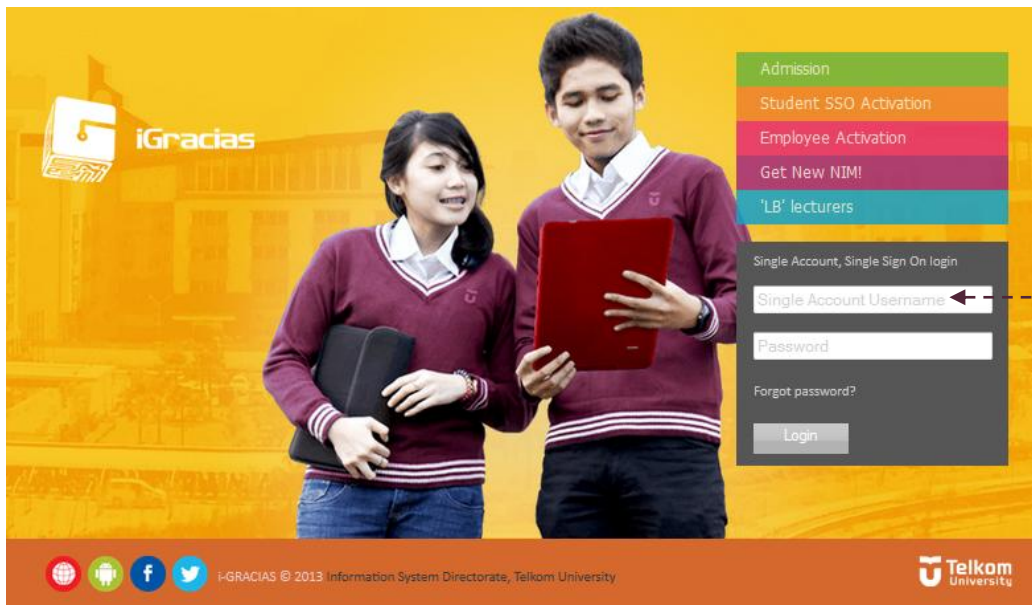 iGracias
Admission
Student SSO Activation
Employee Activation
Get New NIM!
'LB' lecturers
Single Account, Single Sign On login
Single Account Username
Password
Forgot password?
Login
i-GRACIAS © 2013 Information System Directorate, Telkom University
Telkom
University